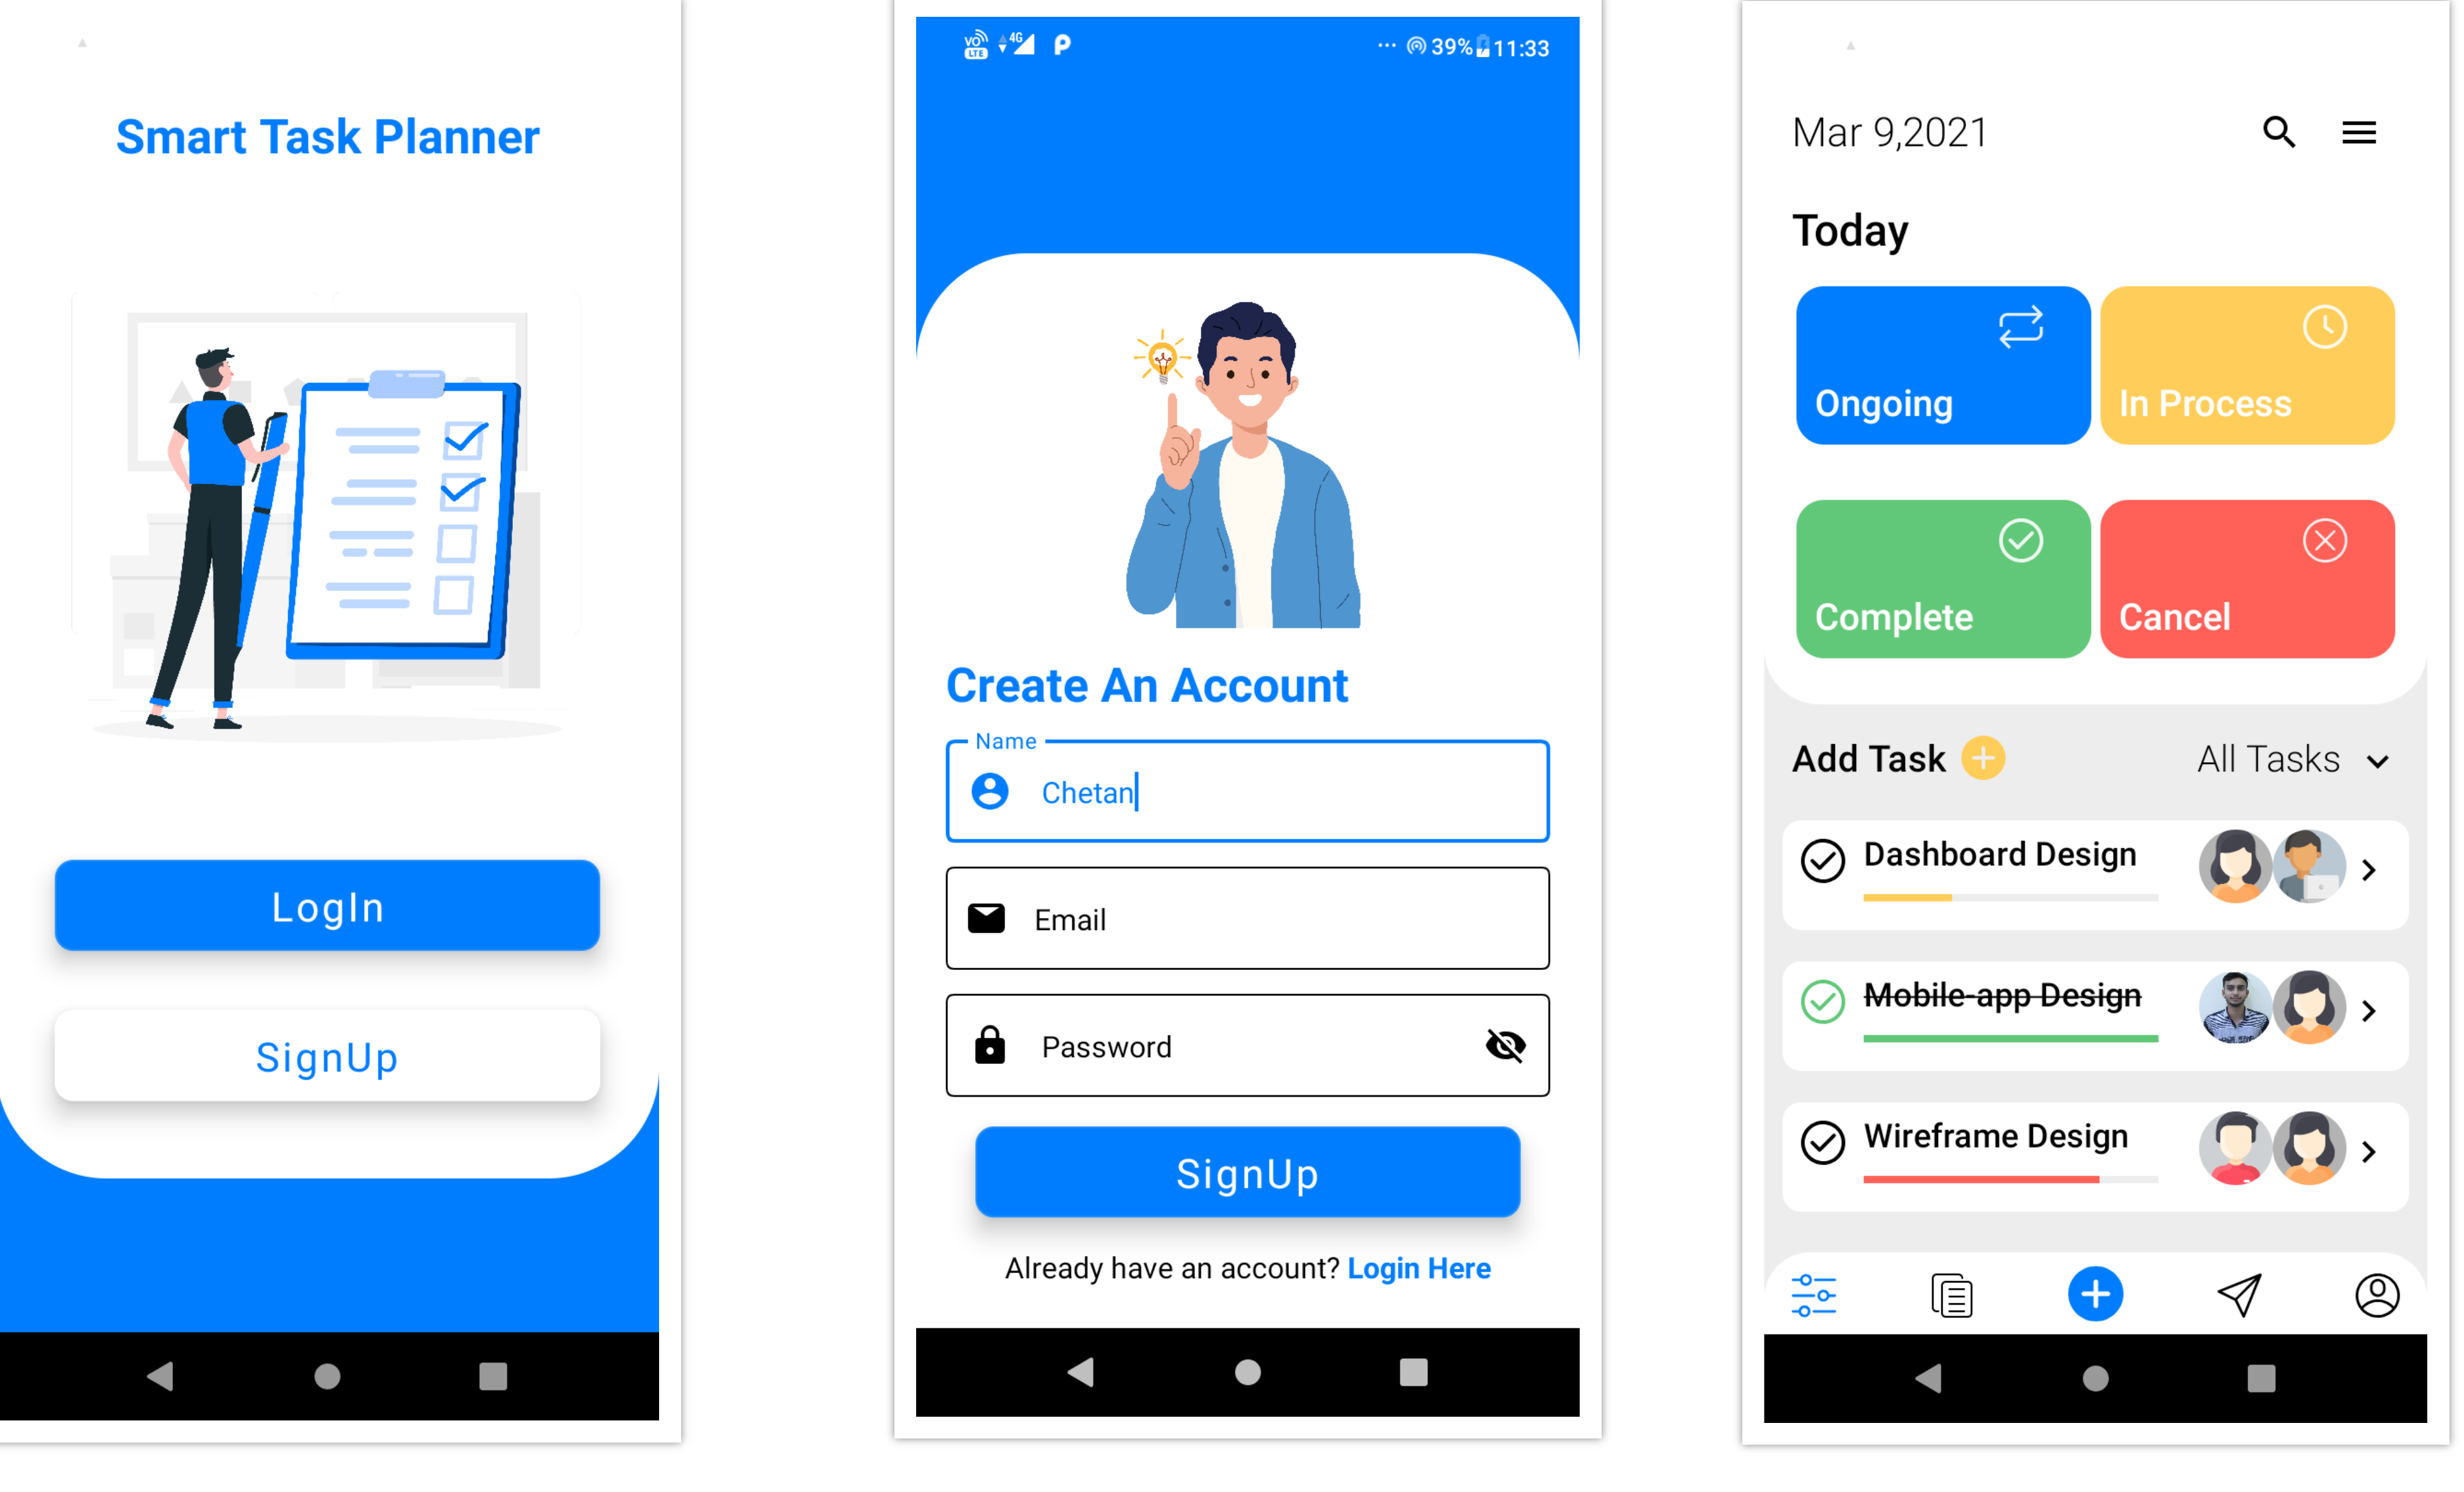 Smart Task Planner
LogIn
SignUp
VO LTE 4G ... 39% 11:33
Create An Account
Name
Chetan
Email
Password
SignUp
Already have an account? Login Here
Mar 9,2021
Today
Ongoing
In Process
Complete
Cancel
Add Task
All Tasks
Dashboard Design
Mobile-app Design
Wireframe Design